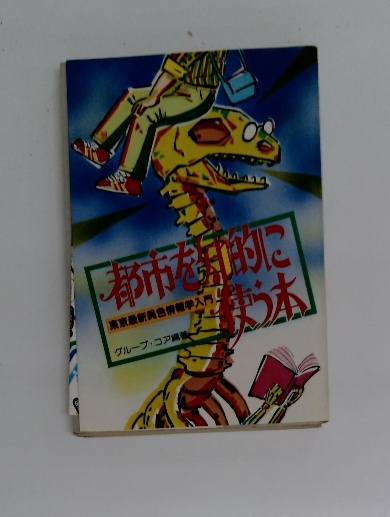 都市を知的に
使う本
東京最新異色情報学入門
グループ・コア編著